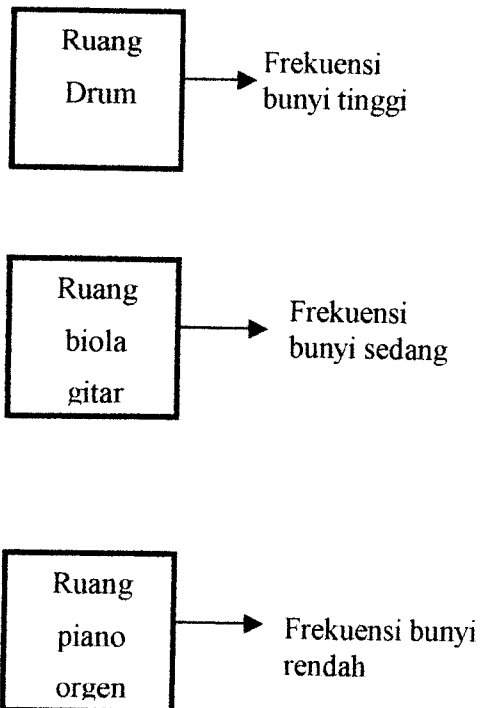 Ruang
Drum
Frekuensi
bunyi tinggi
Ruang
biola
gitar
Frekuensi
bunyi sedang
Ruang
piano
orgen
Frekuensi bunyi
rendah